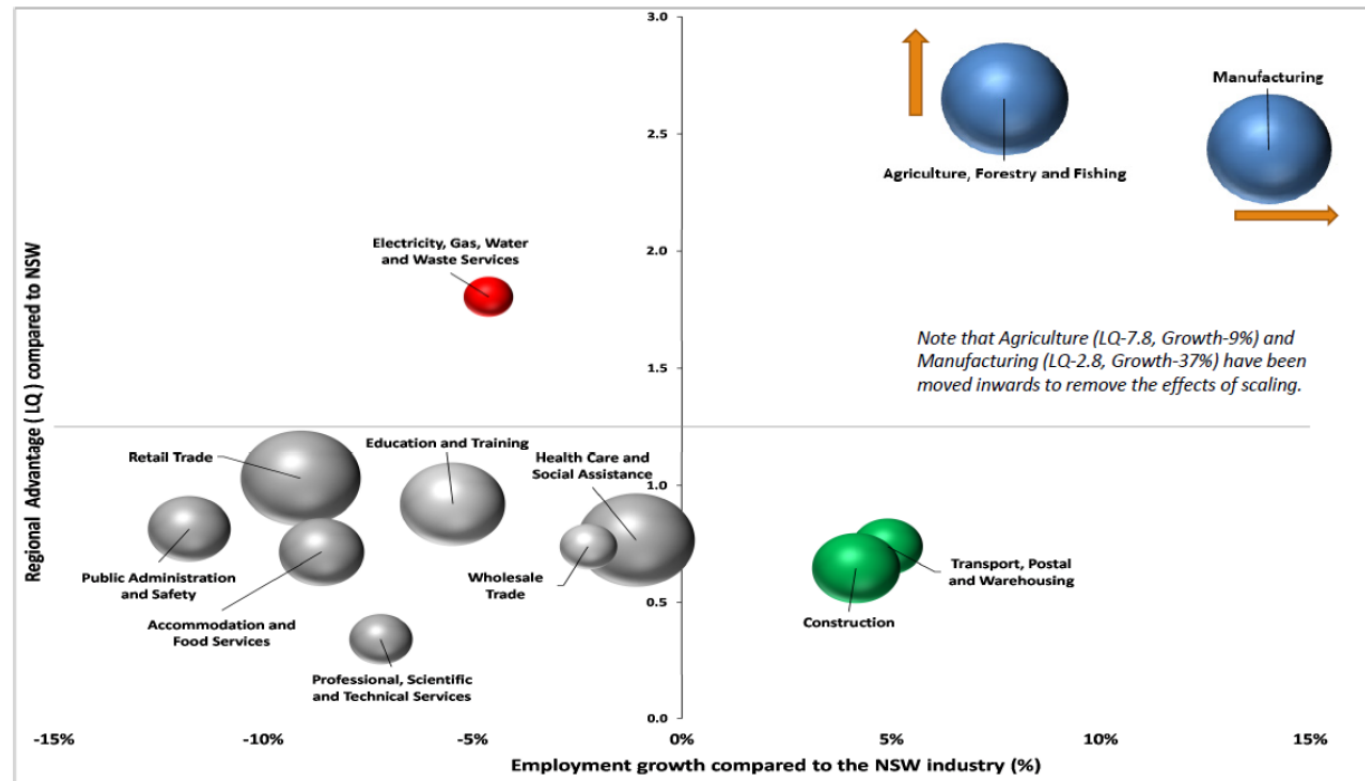 3.0
Manufacturing
2.5
Agriculture, Forestry and Fishing
Regional Advantage ( LQ ) compared to NSW
2.0
Electricity, Gas, Water
and Waste Services
Note that Agriculture (LQ-7.8, Growth-9%) and
Manufacturing (LQ-2.8, Growth-37%) have been
moved inwards to remove the effects of scaling.
1.5
Retail Trade
Education and Training
Health Care and
Social Assistance
1.0
Public Administration
and Safety
Wholesale
Trade
Transport, Postal
and Warehousing
Accommodation and
Food Services
0.5
Construction
Professional, Scientific
and Technical Services
0.0
-15%
-10%
-5%
0%
5%
10%
15%
Employment growth compared to the NSW industry (%)